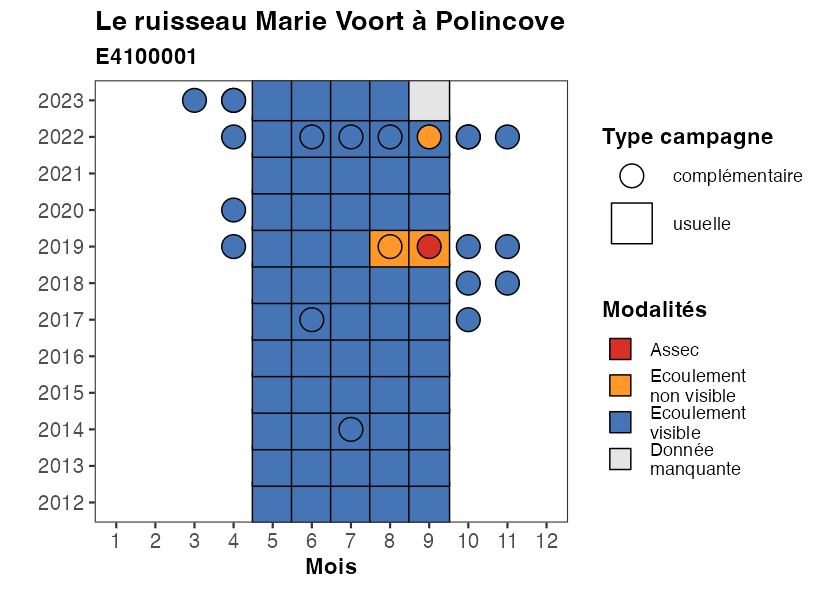 Le ruisseau Marie Voort à Polincove
E4100001
2023
2022
2021
2020
2019
2018
2017
2016
2015
2014
2013
2012
1 2 3 4 5 6 7 8 9 10 11 12
Mois
Type campagne
complémentaire
usuelle
Modalités
Assec
Ecoulement
non visible
Ecoulement
visible
Donnée
manquante